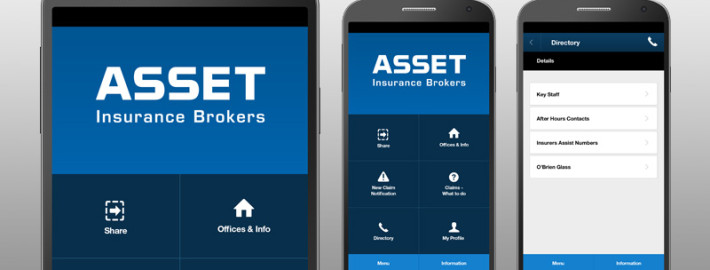 ASSET
Insurance Brokers
Share
Offices & Info
ASSET
Insurance Brokers
Share
Offices & Info
New Claim
Notification
Claims -
What to do
Directory
My Profile
Menu
Information
Directory
Details
Key Staff
After Hours Contacts
Insurers Assist Numbers
O'Brien Glass
Menu
Information